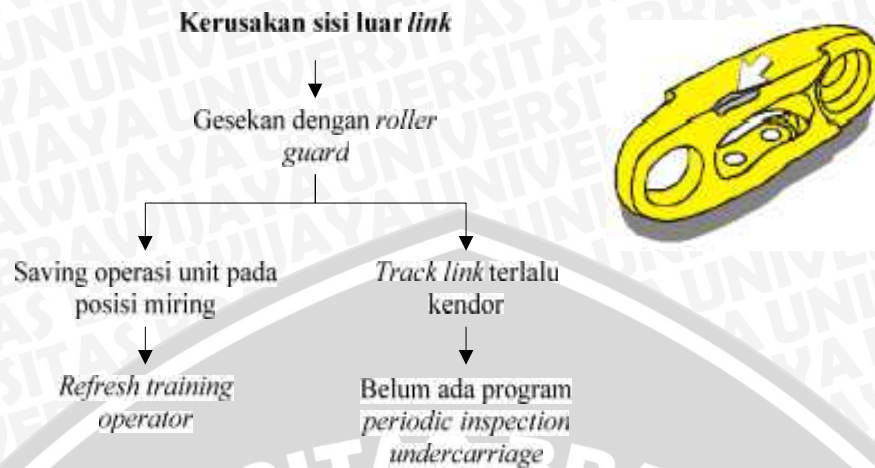 Kerusakan sisi luar link
Gesekan dengan roller
guard
Saving operasi unit pada
posisi miring
Track link terlalu
kendor
Refresh training
operator
Belum ada program
periodic inspection
undercarriage